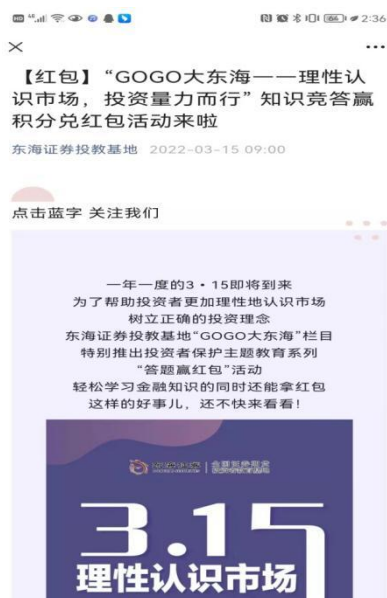 2:36
【红包】“GOGO大东海——理性认
识市场，投资量力而行”知识竞答赢
积分兑红包活动来啦
东海证券投教基地 2022-03-15 09:00
点击蓝字 关注我们
一年一度的3·15即将到来
为了帮助投资者更加理性地认识市场
树立正确的投资理念
东海证券投教基地“GOGO大东海”栏目
特别推出投资者保护主题教育系列
“答题赢红包”活动
轻松学习金融知识的同时还能拿红包
这样的好事儿，还不快来看看！
东海证券
3.15
理性认识市场